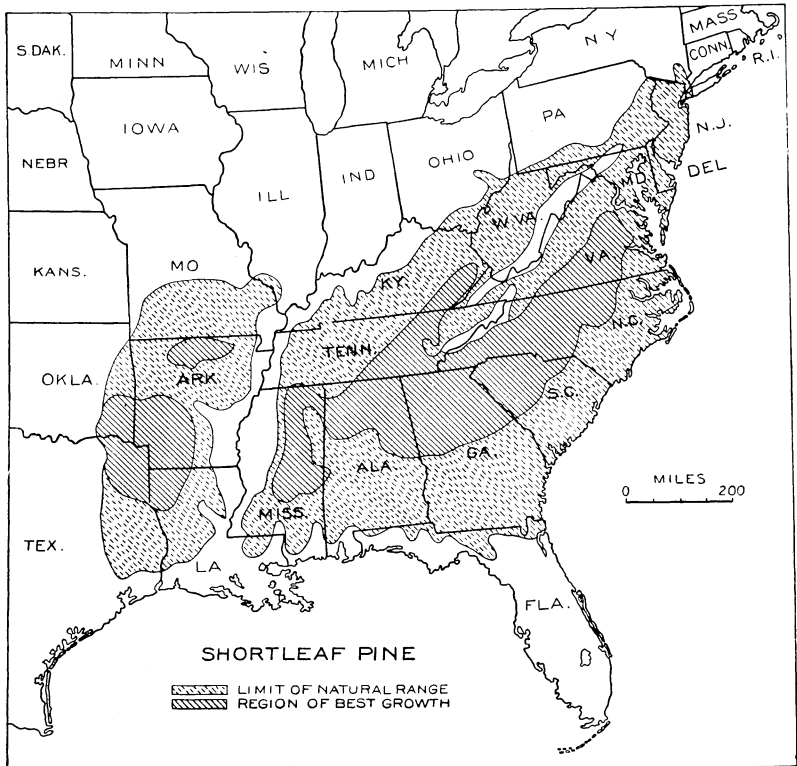 MASS
S.DAK.
MINN
WIS
MICH
N Y
CONN.
R.I.
IOWA
PA
N.J.
NEBR
ILL
IND
OHIO
MD.
DEL
W VA.
KANS.
MO
KY.
VA.
N.C.
OKLA.
ARK.
TENN.
S.C.
MISS.
ALA.
GA.
MILES
0 200
TEX.
LA
FLA.
SHORTLEAF PINE
LIMIT OF NATURAL RANGE
REGION OF BEST GROWTH